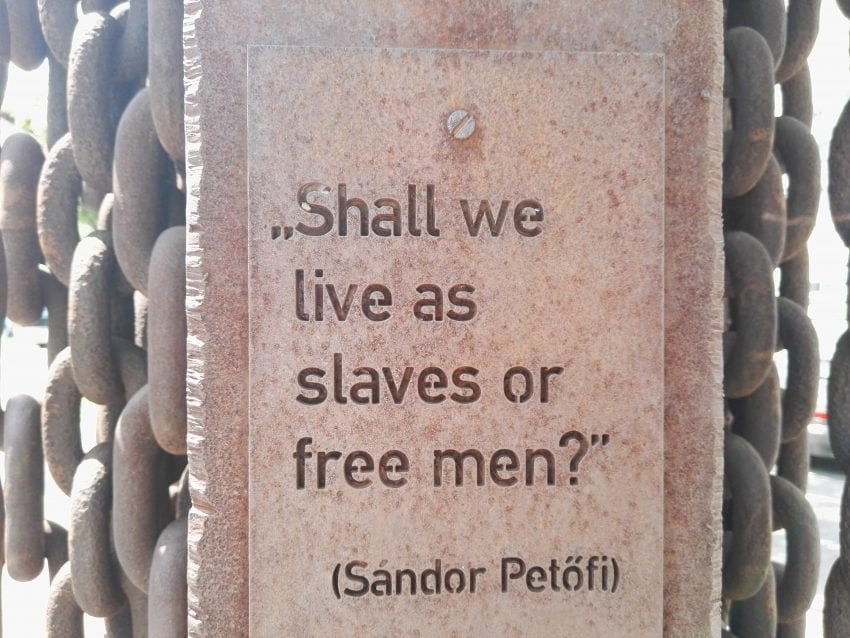 „Shall we
live as
slaves or
free men?”
(Sándor Petőfi)